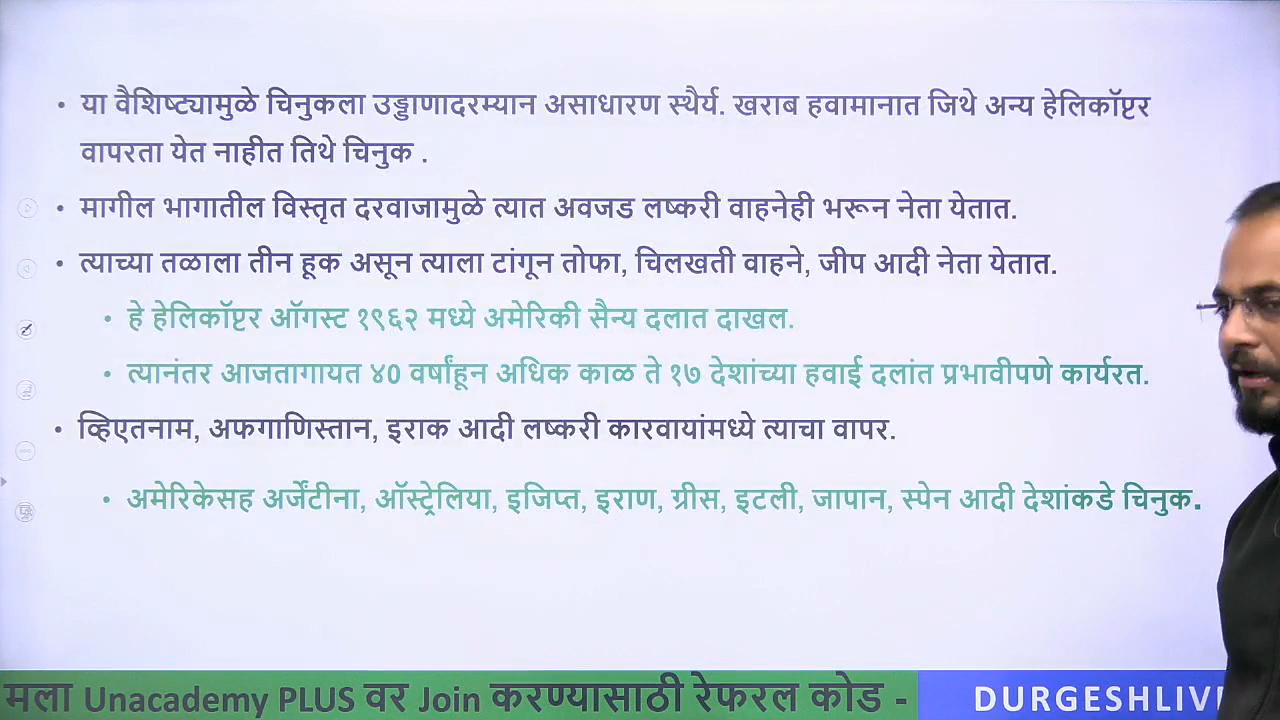 • या वैशिष्ट्यामुळे चिनुकला उड्डाणादरम्यान असाधारण स्थैर्य. खराब हवामानात जिथे अन्य हेलिकॉप्टर
वापरता येत नाहीत तिथे चिनुक .
• मागील भागातील विस्तृत दरवाजामुळे त्यात अवजड लष्करी वाहनेही भरून नेता येतात.
• त्याच्या तळाला तीन हूक असून त्याला टांगून तोफा, चिलखती वाहने, जीप आदी नेता येतात.
• हे हेलिकॉप्टर ऑगस्ट १९६२ मध्ये अमेरिकी सैन्य दलात दाखल.
• त्यानंतर आजतागायत ४० वर्षांहून अधिक काळ ते १७ देशांच्या हवाई दलांत प्रभावीपणे कार्यरत.
• व्हिएतनाम, अफगाणिस्तान, इराक आदी लष्करी कारवायांमध्ये त्याचा वापर.
• अमेरिकेसह अर्जेंटीना, ऑस्ट्रेलिया, इजिप्त, इराण, ग्रीस, इटली, जापान, स्पेन आदी देशांकडे चिनुक.
मला Unacademy PLUS वर Join करण्यासाठी रेफरल कोड - DURGESHLIVE